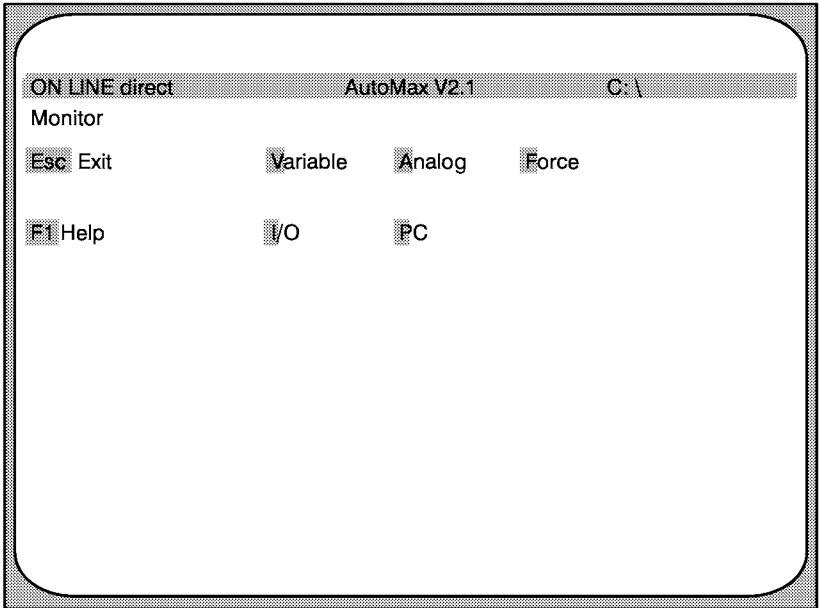 ON LINE direct AutoMax V2.1 C: \
Monitor
Esc Exit Variable Analog Force
F1 Help I/O PC